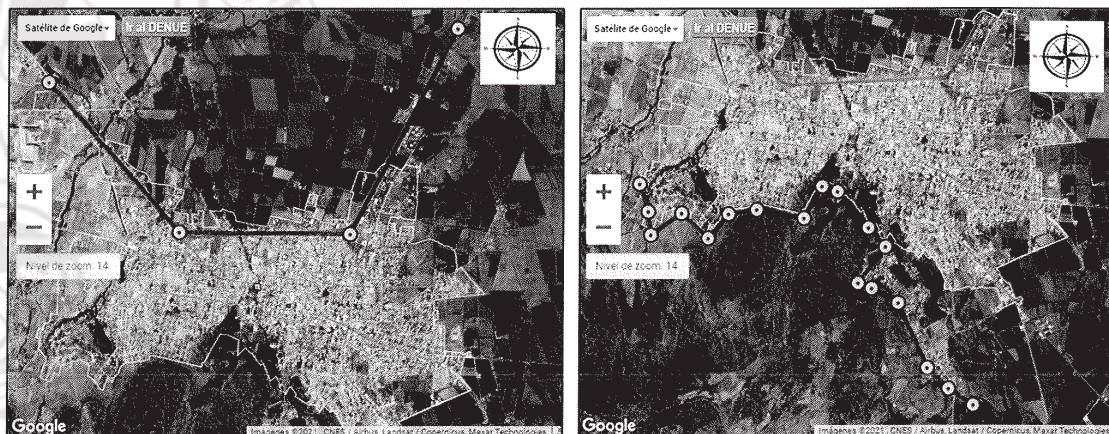 Satélite de Google
Ir al DENUE
+
−
Nivel de zoom: 14
Google
Imágenes ©2021, CNES / Airbus, Landsat / Copernicus, Maxar Technologies
Satélite de Google
Ir al DENUE
+
−
Nivel de zoom: 14
Google
Imágenes ©2021, CNES / Airbus, Landsat / Copernicus, Maxar Technologies